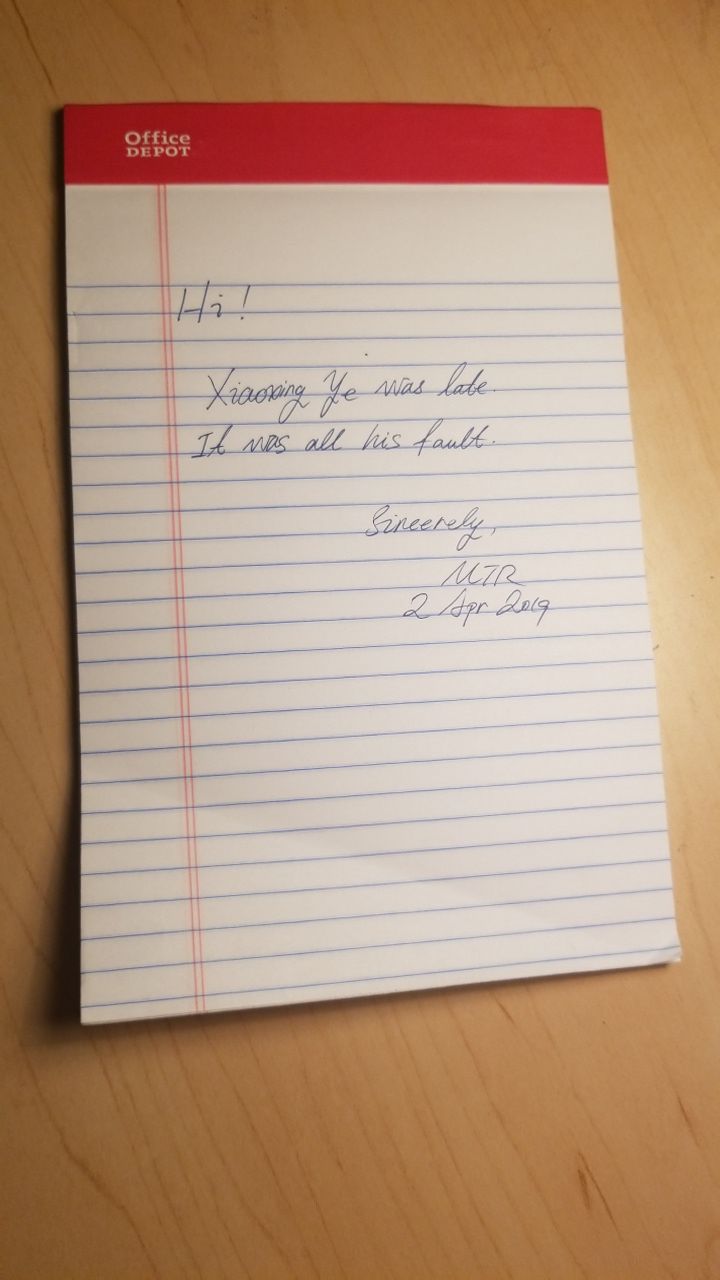 Office
DEPOT
Hi!
Xiaoxing Ye was late.
It was all his fault.
Sincerely,
MTR
2 Apr 2019